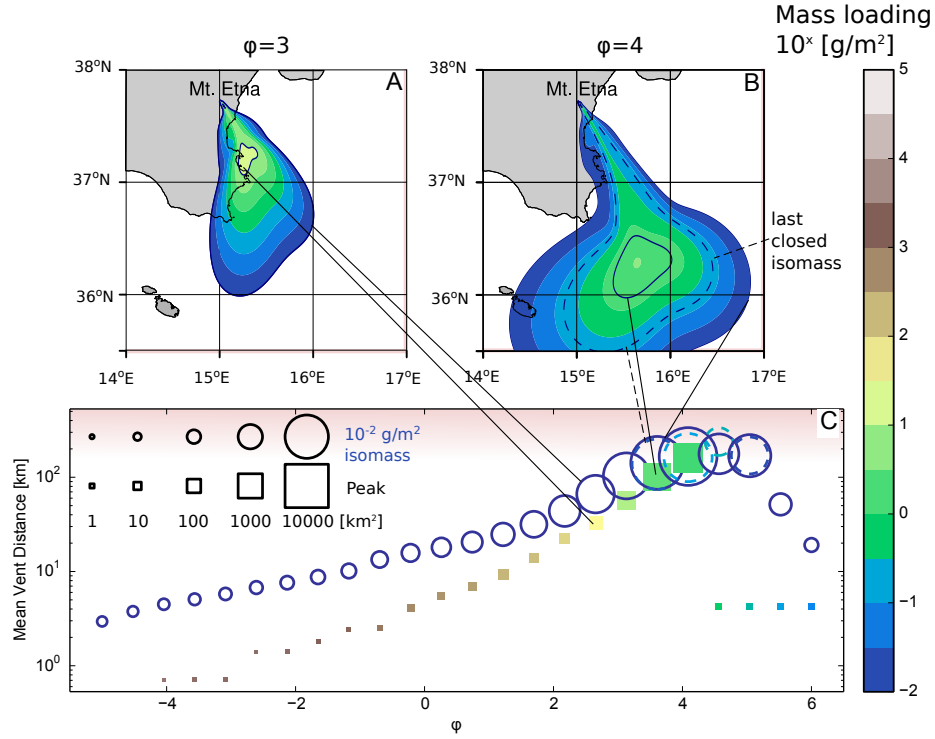 Mass loading
10ˣ [g/m²]
φ=3
φ=4
38°N
37°N
36°N
A
Mt. Etna
14°E
15°E
16°E
17°E
38°N
37°N
36°N
B
Mt. Etna
last
closed
isomass
14°E
15°E
16°E
17°E
5
4
3
2
1
0
−1
−2
C
10⁻² g/m²
isomass
Peak
1
10
100
1000
10000
[km²]
Mean Vent Distance [km]
10²
10¹
10⁰
−4
−2
0
2
4
6
φ